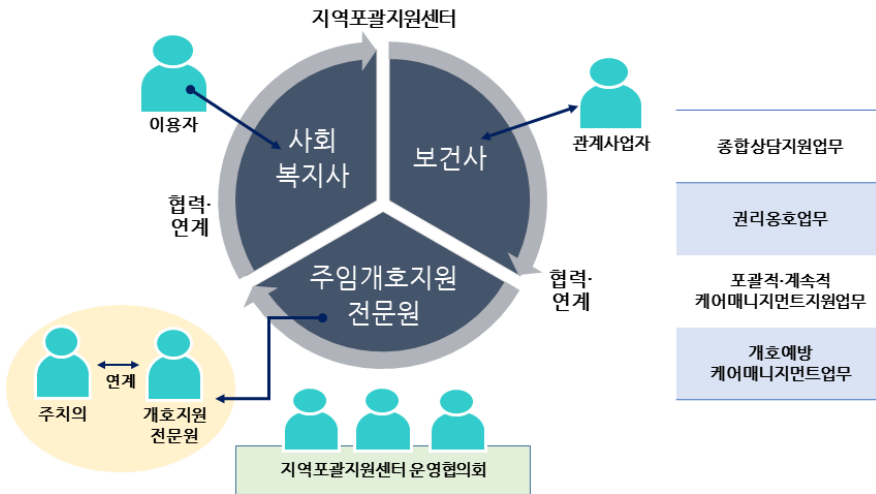 지역포괄지원센터
이용자
사회
복지사
보건사
관계사업자
협력·
연계
주임개호지원
전문원
협력·
연계
주치의
연계
개호지원
전문원
지역포괄지원센터 운영협의회
종합상담지원업무
권리옹호업무
포괄적·계속적
케어매니지먼트지원업무
개호예방
케어매니지먼트업무